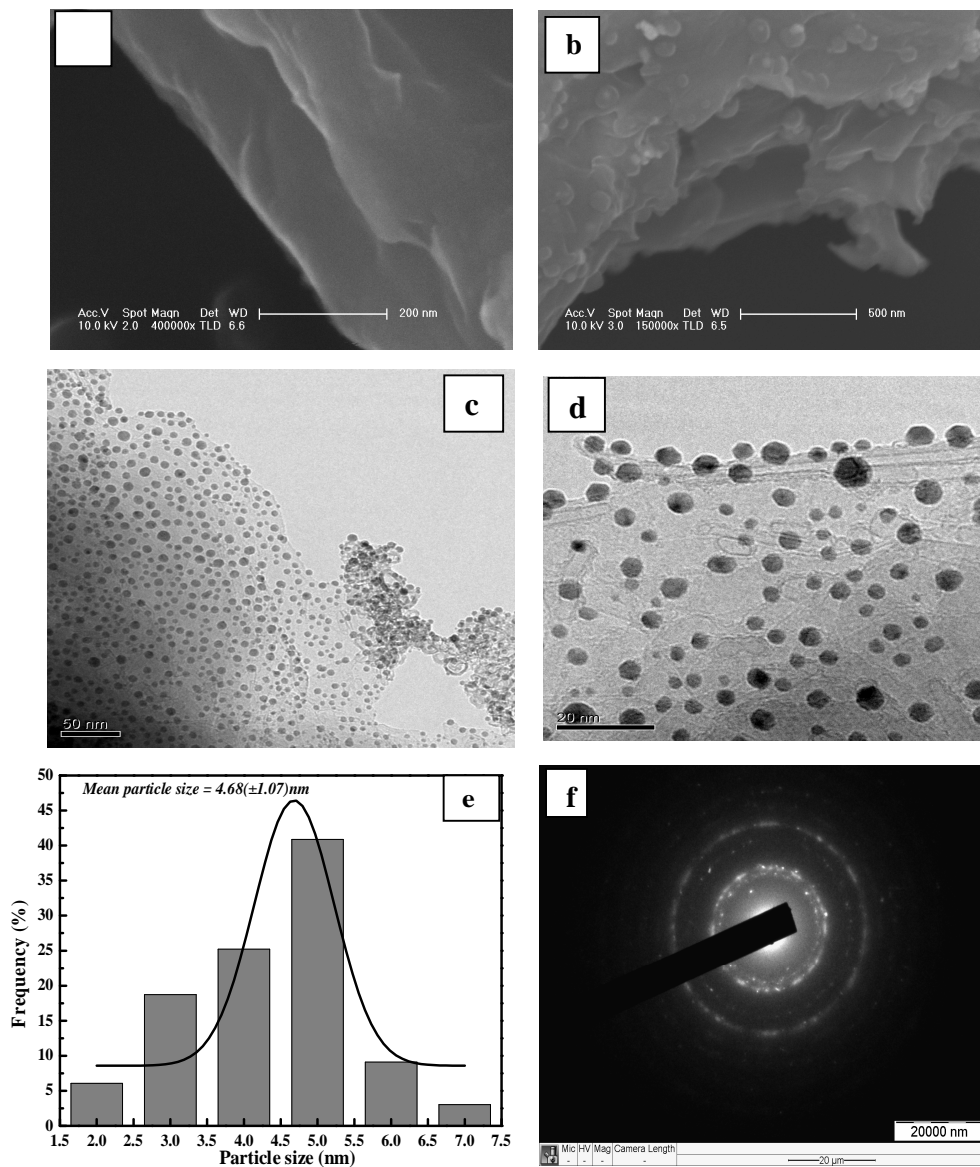 b
Acc.V Spot Magn Det WD 200 nm
10.0 kV 2.0 400000x TLD 6.6
Acc.V Spot Magn Det WD 500 nm
10.0 kV 3.0 150000x TLD 6.5
c
d
50 nm
20 nm
50
45
40
35
30
25
20
15
10
5
0
Frequency (%)
Mean particle size = 4.68(±1.07)nm
e
1.5 2.0 2.5 3.0 3.5 4.0 4.5 5.0 5.5 6.0 6.5 7.0 7.5
Particle size (nm)
f
20000 nm
Mic HV Mag Camera Length
- - - - 20 µm